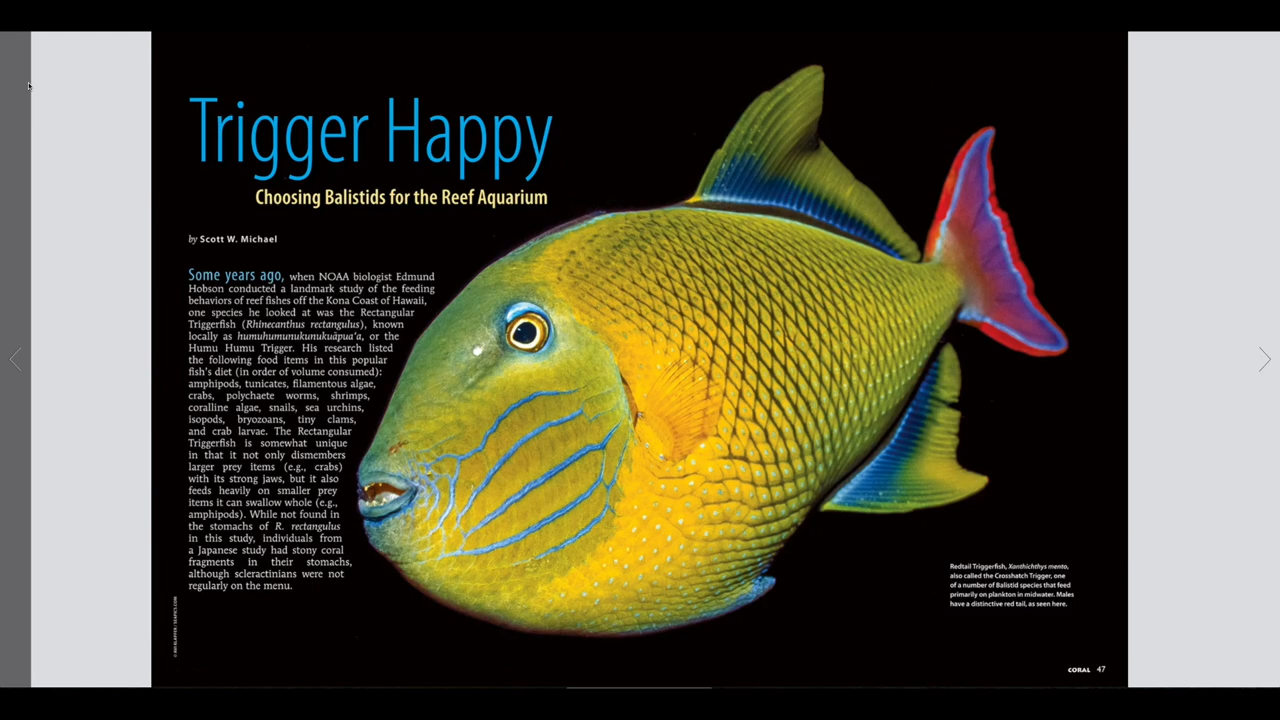 Trigger Happy
Choosing Balistids for the Reef Aquarium
by Scott W. Michael
Some years ago, when NOAA biologist Edmund
Hobson conducted a landmark study of the feeding
behaviors of reef fishes off the Kona Coast of Hawaii,
one species he looked at was the Rectangular
Triggerfish (Rhinecanthus rectangulus), known
locally as humuhumunukunukuāpua'a, or the
Humu Humu Trigger. His research listed
the following food items in this popular
fish's diet (in order of volume consumed):
amphipods, tunicates, filamentous algae,
crabs, polychaete worms, shrimps,
coralline algae, snails, sea urchins,
isopods, bryozoans, tiny clams,
and crab larvae. The Rectangular
Triggerfish is somewhat unique
in that it not only dismembers
larger prey items (e.g., crabs)
with its strong jaws, but it also
feeds heavily on smaller prey
items it can swallow whole (e.g.,
amphipods). While not found in
the stomachs of R. rectangulus
in this study, individuals from
a Japanese study had stony coral
fragments in their stomachs,
although scleractinians were not
regularly on the menu.
Redtail Triggerfish, Xanthichthys mento,
also called the Crosshatch Trigger, one
of a number of Balistid species that feed
primarily on plankton in midwater. Males
have a distinctive red tail, as seen here.
CORAL 47